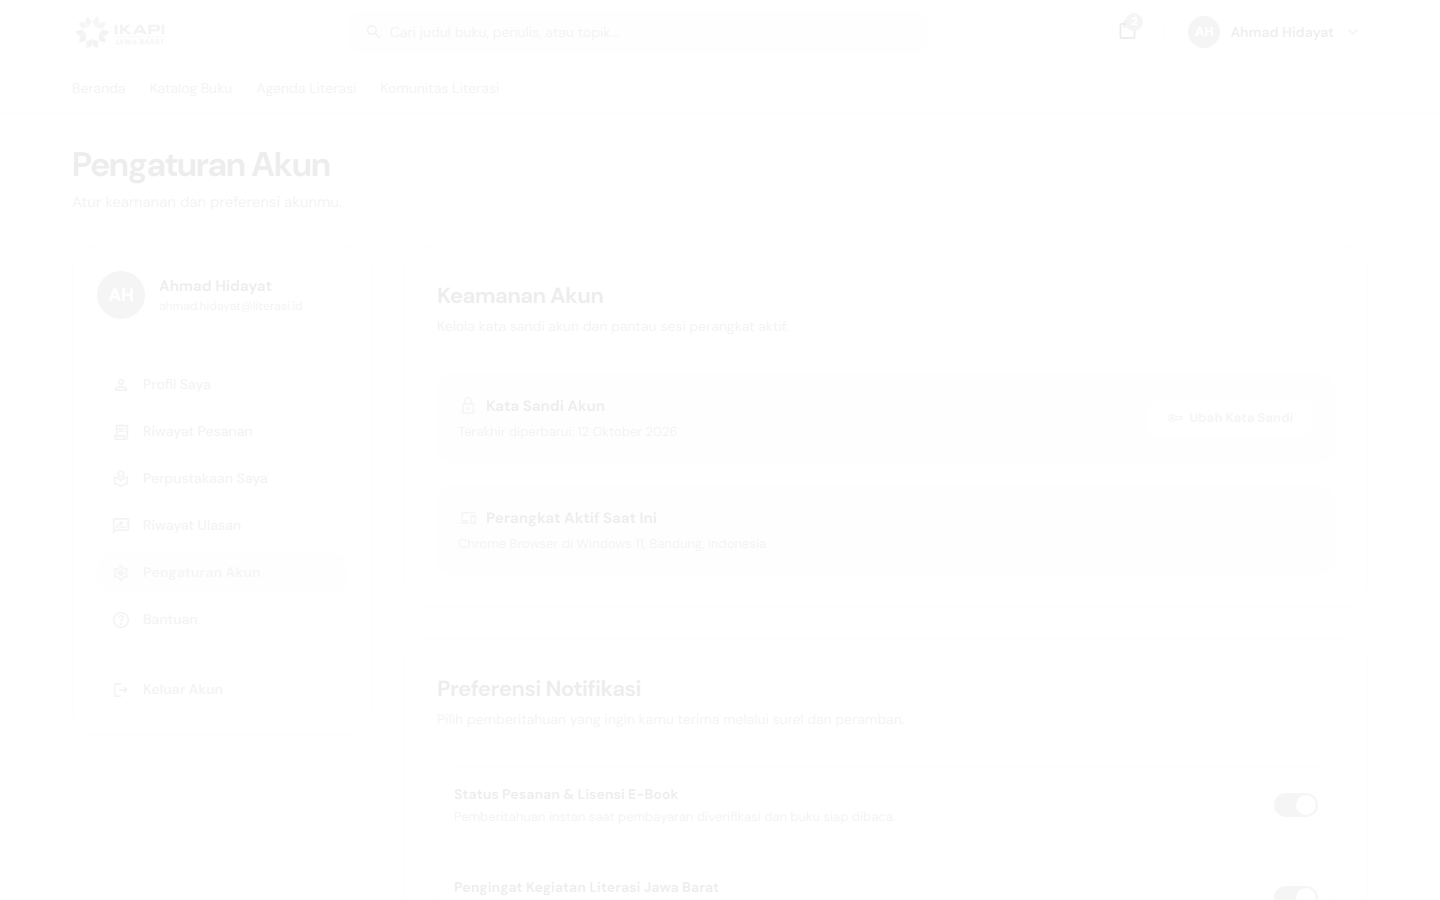 IKAPI
JAWA BARAT
Cari judul buku, penulis, atau topik...
2
AH
Ahmad Hidayat
Beranda
Katalog Buku
Agenda Literasi
Komunitas Literasi
Pengaturan Akun
Atur keamanan dan preferensi akunmu.
AH
Ahmad Hidayat
ahmad.hidayat@literasi.id
Profil Saya
Riwayat Pesanan
Perpustakaan Saya
Riwayat Ulasan
Pengaturan Akun
Bantuan
Keluar Akun
Keamanan Akun
Kelola kata sandi akun dan pantau sesi perangkat aktif.
Kata Sandi Akun
Terakhir diperbarui: 12 Oktober 2025
Ubah Kata Sandi
Perangkat Aktif Saat Ini
Chrome Browser di Windows 11, Bandung, Indonesia
Preferensi Notifikasi
Pilih pemberitahuan yang ingin kamu terima melalui surel dan peramban.
Status Pesanan & Lisensi E-Book
Pemberitahuan instan saat pembayaran diverifikasi dan buku siap dibaca.
Pengingat Kegiatan Literasi Jawa Barat